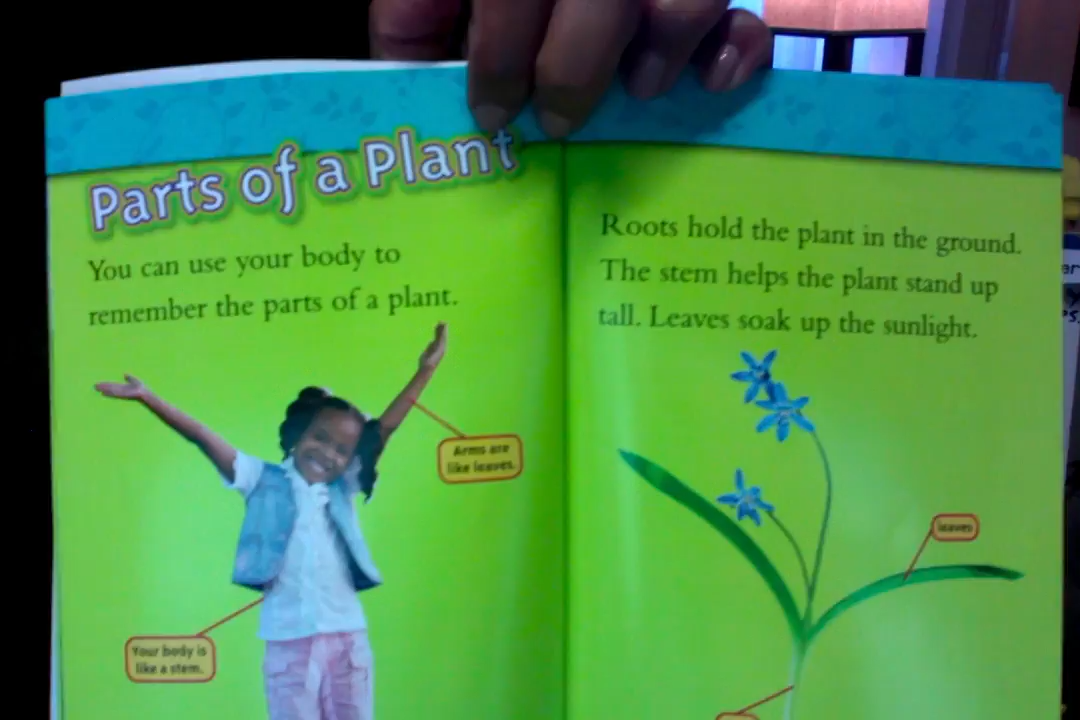 Parts of a Plant
You can use your body to
remember the parts of a plant.
Arms are
like leaves.
Your body is
like a stem.
Roots hold the plant in the ground.
The stem helps the plant stand up
tall. Leaves soak up the sunlight.
leaves